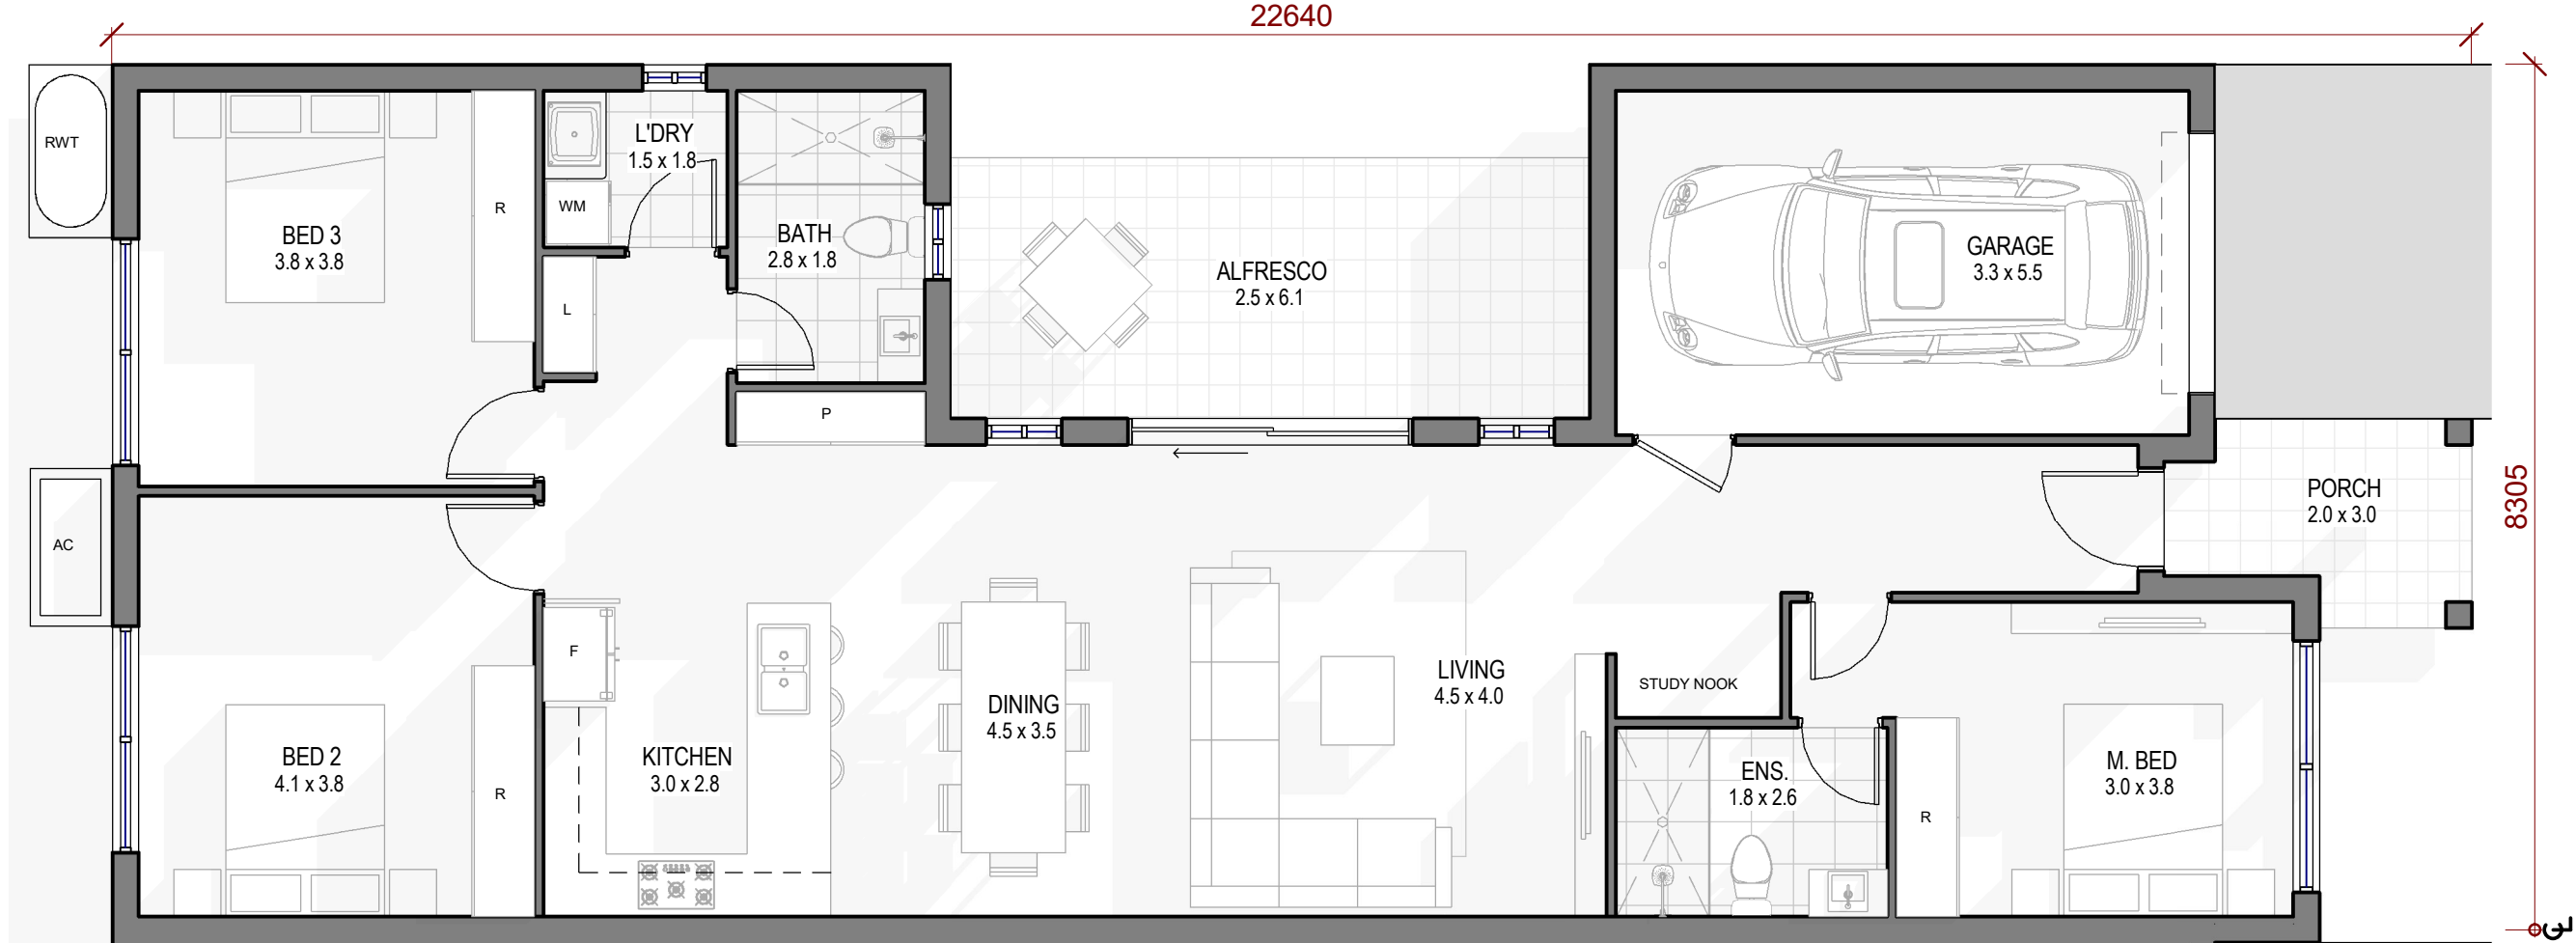 22640
RWT
L'DRY
1.5 x 1.8
WM
R
BED 3
3.8 x 3.8
BATH
2.8 x 1.8
L
ALFRESCO
2.5 x 6.1
GARAGE
3.3 x 5.5
P
AC
PORCH
2.0 x 3.0
8305
F
LIVING
4.5 x 4.0
STUDY NOOK
DINING
4.5 x 3.5
BED 2
4.1 x 3.8
R
KITCHEN
3.0 x 2.8
ENS.
1.8 x 2.6
R
M. BED
3.0 x 3.8